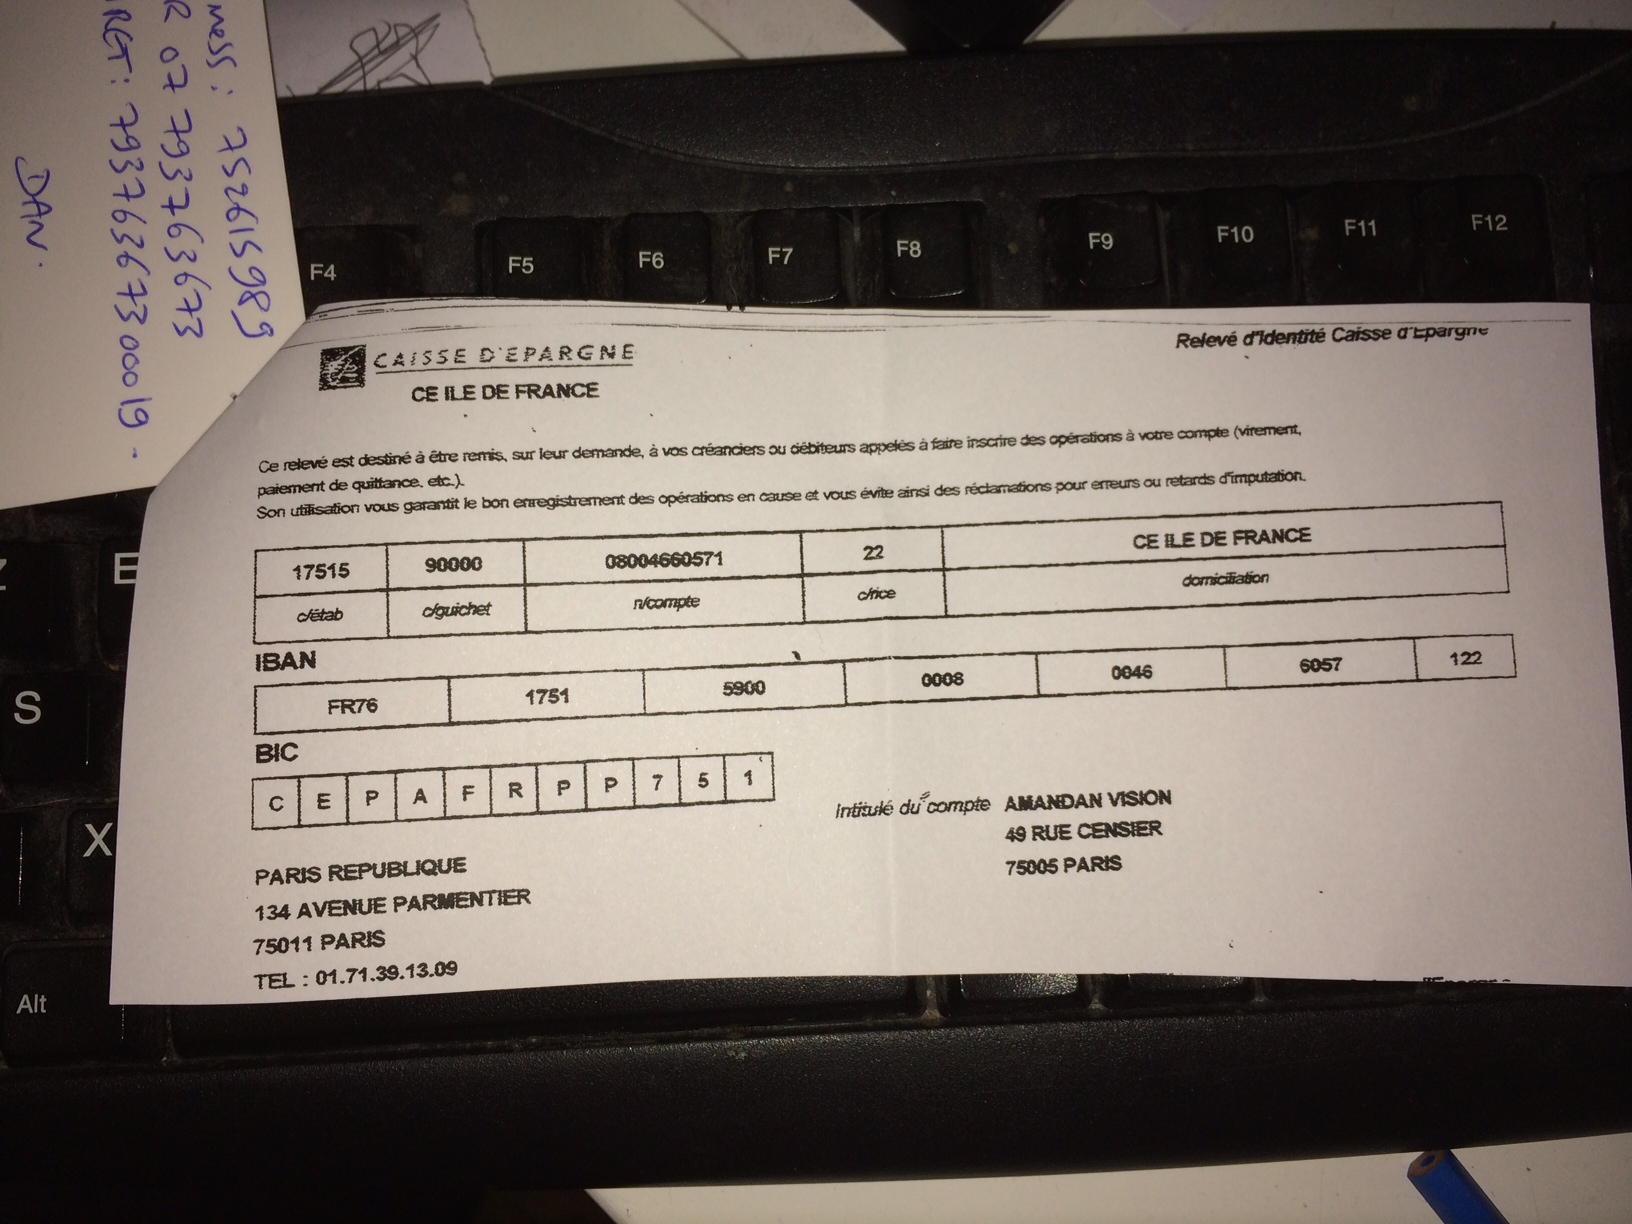 ness : 752615989
R 07 793763673
RET : 79376367300019 -
DAN.
F4
F5
F6
F7
F8
F9
F10
F11
F12
E
S
X
Alt
CAISSE D'EPARGNE
CE ILE DE FRANCE
Relevé d'Identité Caisse d'Epargne
Ce relevé est destiné à être remis, sur leur demande, à vos créanciers ou débiteurs appelés à faire inscrire des opérations à votre compte (virement,
paiement de quittance, etc.).
Son utilisation vous garantit le bon enregistrement des opérations en cause et vous évite ainsi des réclamations pour erreurs ou retards d'imputation.
17515 90000 08004660571 22 CE ILE DE FRANCE
c/étab c/guichet n/compte c/rice domiciliation
IBAN
FR76 1751 5900 0008 0046 6057 122
BIC
C E P A F R P P 7 5 1
Intitulé du compte AMANDAN VISION
49 RUE CENSIER
75005 PARIS
PARIS REPUBLIQUE
134 AVENUE PARMENTIER
75011 PARIS
TEL : 01.71.39.13.09